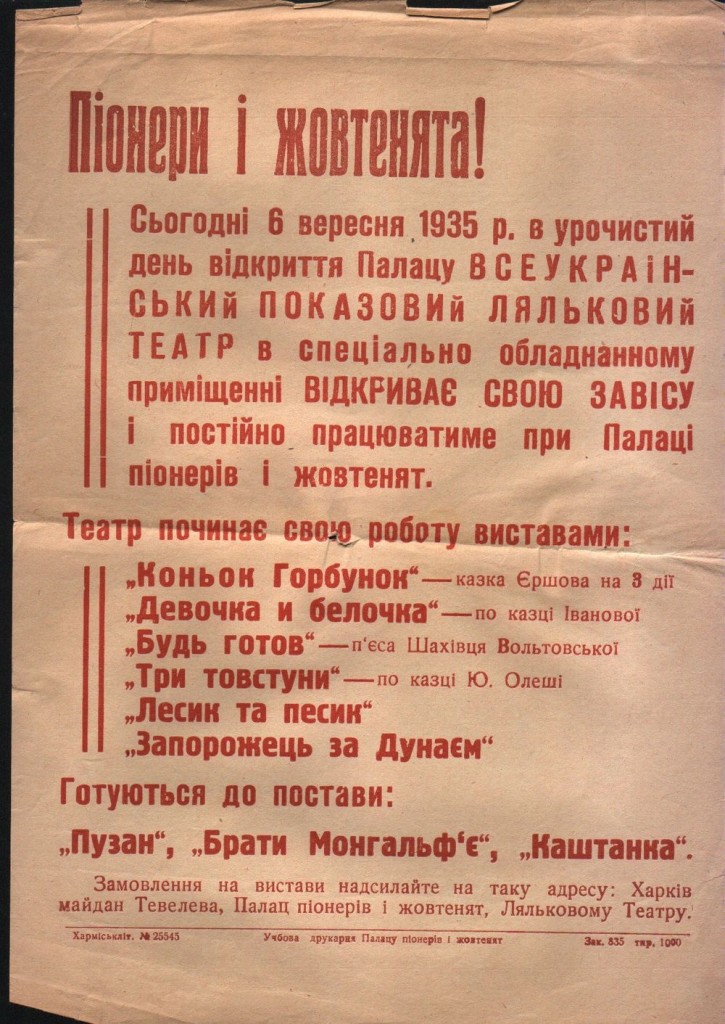 Піонери і жовтенята!
Сьогодні 6 вересня 1935 р. в урочистий
день відкриття Палацу ВСЕУКРАІН-
СЬКИЙ ПОКАЗОВИЙ ЛЯЛЬКОВИЙ
ТЕАТР в спеціально обладнанному
приміщенні ВІДКРИВАЄ СВОЮ ЗАВІСУ
і постійно працюватиме при Палаці
піонерів і жовтенят.
Театр починає свою роботу виставами:
„Коньок Горбунок“—казка Єршова на 3 дії
„Девочка и белочка“—по казці Іванової
„Будь готов“—п'єса Шахівця Вольтовської
„Три товстуни“—по казці Ю. Олеші
„Лесик та песик“
„Запорожець за Дунаєм“
Готуються до постави:
„Пузан“, „Брати Монгальф‘є“, „Каштанка“.
Замовлення на вистави надсилайте на таку адресу: Харків
майдан Тевелева, Палац піонерів і жовтенят, Ляльковому Театру.
Харміськліт. № 25545 Учбова друкарня Палацу піонерів і жовтенят Зак. 835 тир. 1000